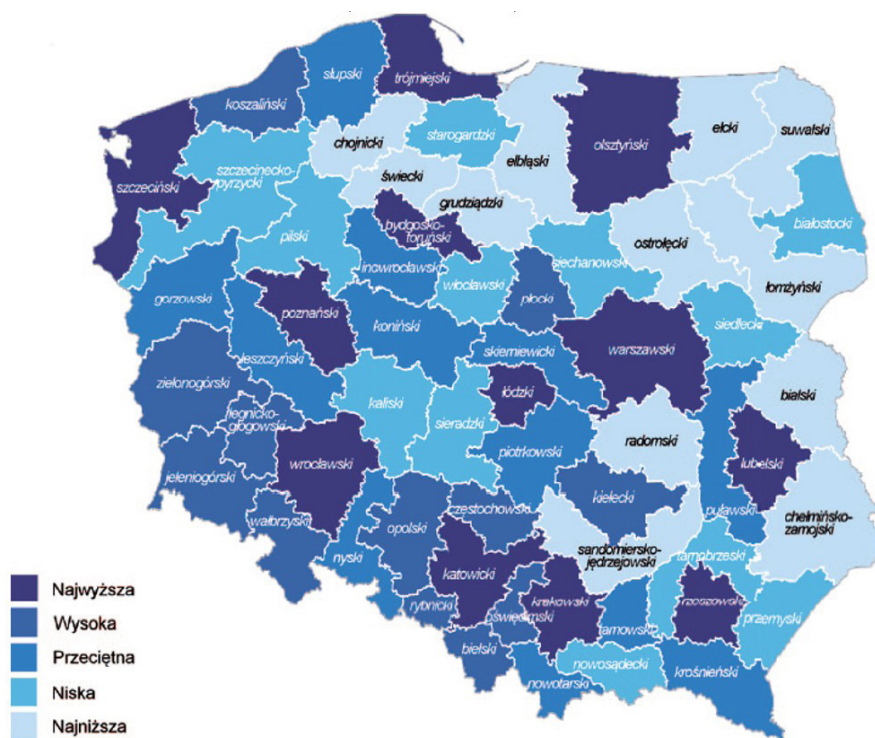 słupski
trójmiejski
koszaliński
ełcki
suwalski
chojnicki
starogardzki
olsztyński
elbląski
szczecinecko-
pyrzycki
świecki
szczeciński
grudziądzki
bydgosko-
toruński
białostocki
pilski
ostrołęcki
inowrocławski
ciechanowski
włocławski
płocki
łomżyński
gorzowski
poznański
koniński
siedlecki
skierniewicki
warszawski
leszczyński
zielonogórski
łódzki
bialski
kaliski
legnicko-
głogowski
sieradzki
radomski
piotrkowski
wrocławski
lubelski
jeleniogórski
kielecki
częstochowski
puławski
wałbrzyski
opolski
chełmińsko-
zamojski
nyski
sandomiersko-
jędrzejowski
tarnobrzeski
katowicki
rybnicki
oświęcimski
krakowski
rzeszowski
przemyski
tarnowski
bielski
nowosądecki
krośnieński
nowotarski
Najwyższa
Wysoka
Przeciętna
Niska
Najniższa